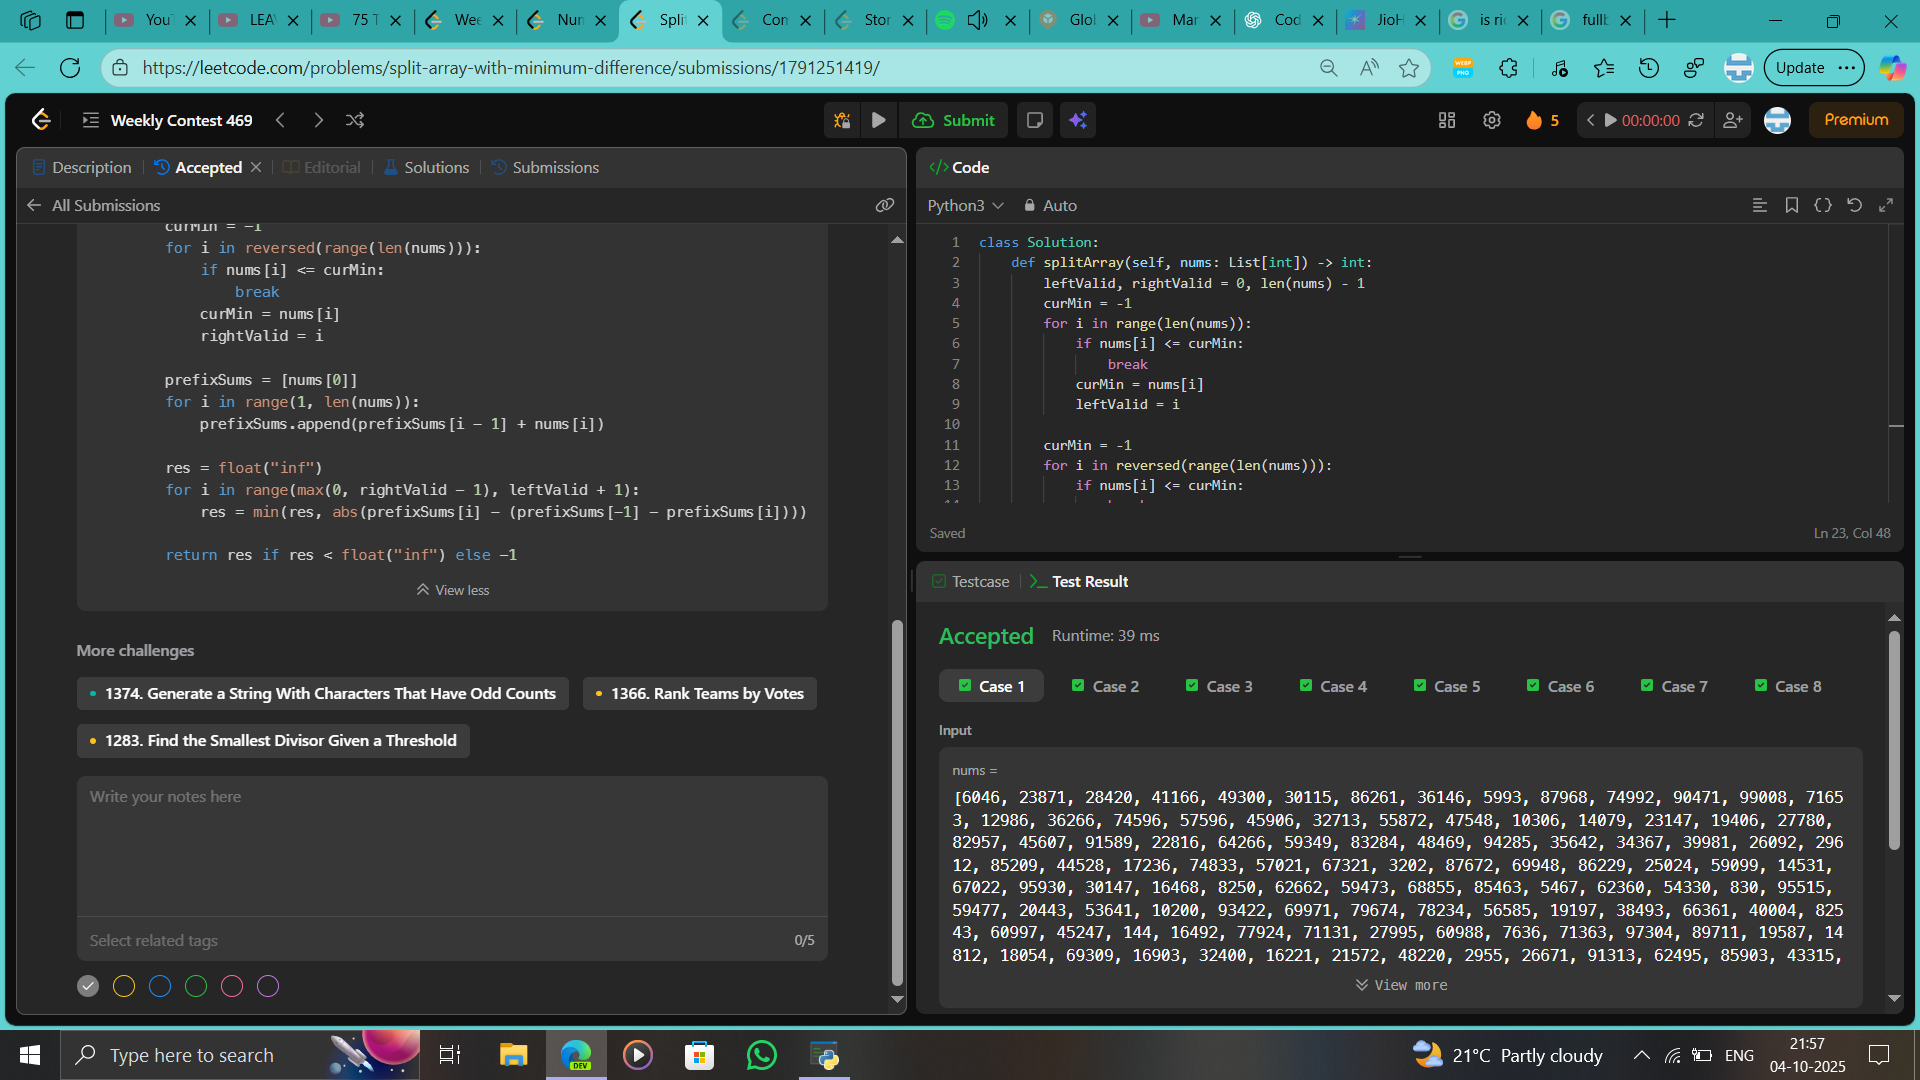 You
LEA
75 T
Wee
Nun
Split
Con
Stor
Glol
Mar
Cod
JioH
is ri
fullb
https://leetcode.com/problems/split-array-with-minimum-difference/submissions/1791251419/
Update
Weekly Contest 469
Submit
5
00:00:00
Premium
Description
Accepted
Editorial
Solutions
Submissions
All Submissions
curMin = -1
for i in reversed(range(len(nums))):
if nums[i] <= curMin:
break
curMin = nums[i]
rightValid = i
prefixSums = [nums[0]]
for i in range(1, len(nums)):
prefixSums.append(prefixSums[i - 1] + nums[i])
res = float("inf")
for i in range(max(0, rightValid - 1), leftValid + 1):
res = min(res, abs(prefixSums[i] - (prefixSums[-1] - prefixSums[i])))
return res if res < float("inf") else -1
View less
More challenges
1374. Generate a String With Characters That Have Odd Counts
1366. Rank Teams by Votes
1283. Find the Smallest Divisor Given a Threshold
Write your notes here
Select related tags
0/5
</> Code
Python3
Auto
1 class Solution:
2 def splitArray(self, nums: List[int]) -> int:
3 leftValid, rightValid = 0, len(nums) - 1
4 curMin = -1
5 for i in range(len(nums)):
6 if nums[i] <= curMin:
7 break
8 curMin = nums[i]
9 leftValid = i
10
11 curMin = -1
12 for i in reversed(range(len(nums))):
13 if nums[i] <= curMin:
Saved
Ln 23, Col 48
Testcase
Test Result
Accepted
Runtime: 39 ms
Case 1
Case 2
Case 3
Case 4
Case 5
Case 6
Case 7
Case 8
Input
nums =
[6046, 23871, 28420, 41166, 49300, 30115, 86261, 36146, 5993, 87968, 74992, 90471, 99008, 7165
3, 12986, 36266, 74596, 57596, 45906, 32713, 55872, 47548, 10306, 14079, 23147, 19406, 27780,
82957, 45607, 91589, 22816, 64266, 59349, 83284, 48469, 94285, 35642, 34367, 39981, 26092, 296
12, 85209, 44528, 17236, 74833, 57021, 67321, 3202, 87672, 69948, 86229, 25024, 59099, 14531,
67022, 95930, 30147, 16468, 8250, 62662, 59473, 68855, 85463, 5467, 62360, 54330, 830, 95515,
59477, 20443, 53641, 10200, 93422, 69971, 79674, 78234, 56585, 19197, 38493, 66361, 40004, 825
43, 60997, 45247, 144, 16492, 77924, 71131, 27995, 60988, 7636, 71363, 97304, 89711, 19587, 14
812, 18054, 69309, 16903, 32400, 16221, 21572, 48220, 2955, 26671, 91313, 62495, 85903, 43315,
View more
Type here to search
DEV
21°C Partly cloudy
ENG
21:57
04-10-2025